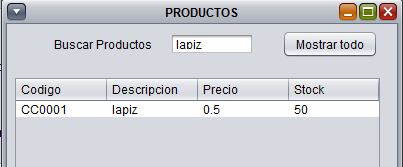 PRODUCTOS
Buscar Productos lapiz Mostrar todo
Codigo Descripcion Precio Stock
CC0001 lapiz 0.5 50